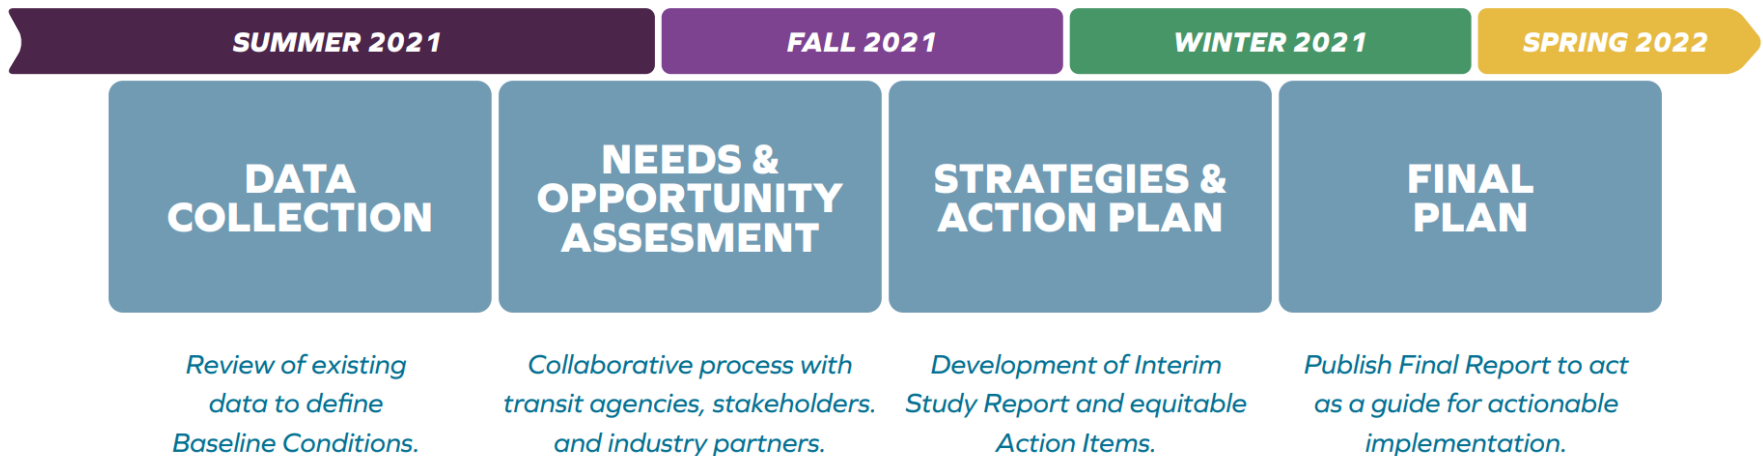 SUMMER 2021
FALL 2021
WINTER 2021
SPRING 2022
DATA
COLLECTION
NEEDS &
OPPORTUNITY
ASSESMENT
STRATEGIES &
ACTION PLAN
FINAL
PLAN
Review of existing
data to define
Baseline Conditions.
Collaborative process with
transit agencies, stakeholders.
and industry partners.
Development of Interim
Study Report and equitable
Action Items.
Publish Final Report to act
as a guide for actionable
implementation.